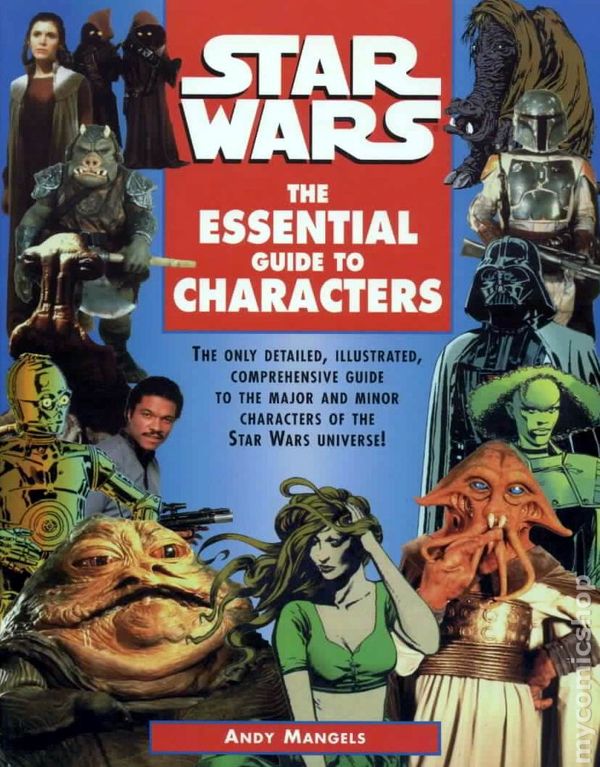 STAR
WARS®
THE
ESSENTIAL
GUIDE TO
CHARACTERS
THE ONLY DETAILED, ILLUSTRATED,
COMPREHENSIVE GUIDE
TO THE MAJOR AND MINOR
CHARACTERS OF THE
STAR WARS UNIVERSE!
ANDY MANGELS
mycomicshop